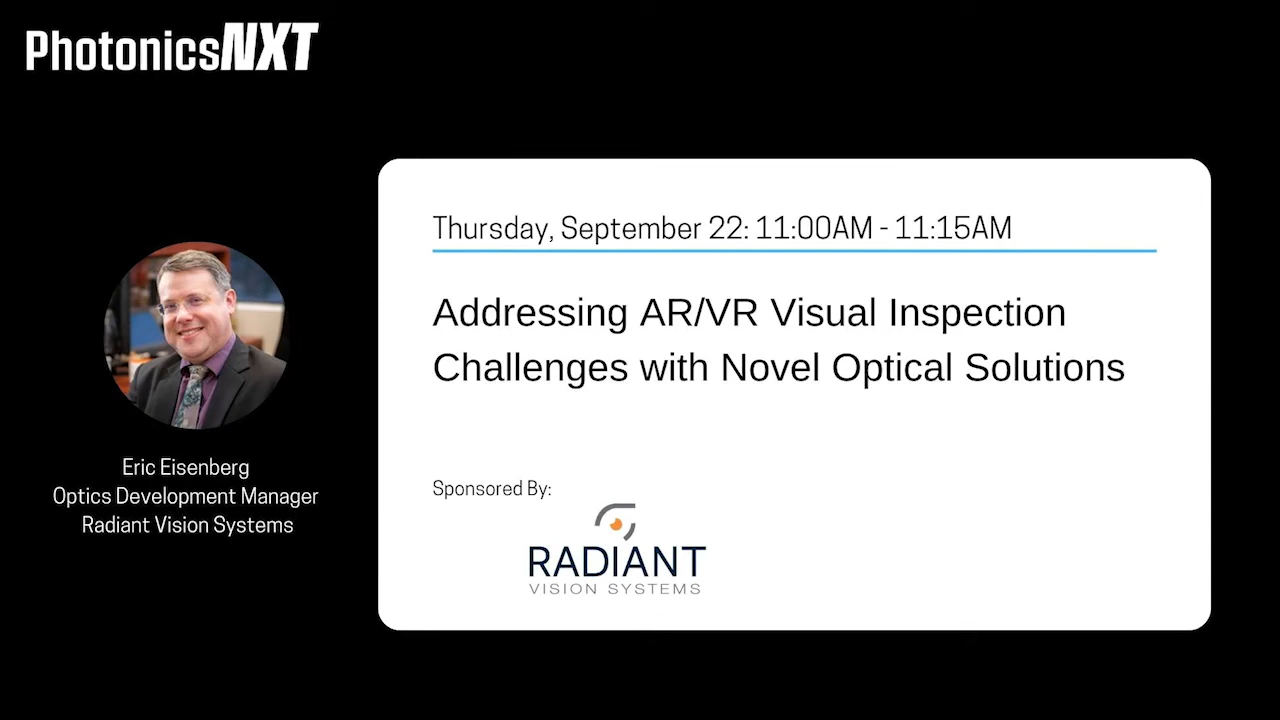 PhotonicsNXT
Thursday, September 22: 11:00AM - 11:15AM
Addressing AR/VR Visual Inspection
Challenges with Novel Optical Solutions
Eric Eisenberg
Optics Development Manager
Radiant Vision Systems
Sponsored By:
RADIANT
VISION SYSTEMS